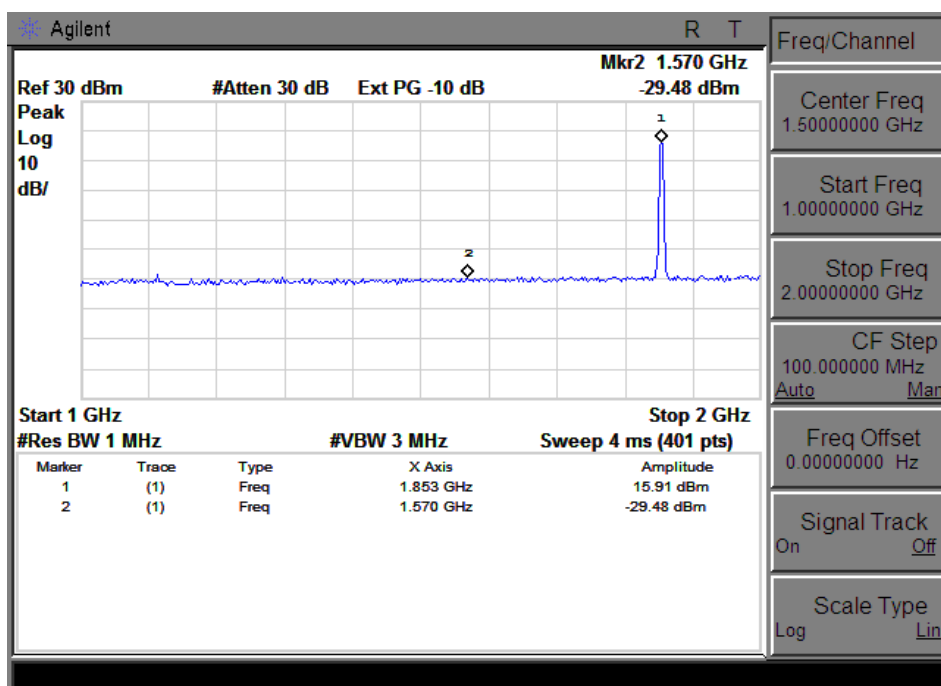 Agilent R T
Mkr2 1.570 GHz
Ref 30 dBm #Atten 30 dB Ext PG -10 dB -29.48 dBm
Peak
Log
10
dB/
1
2
Start 1 GHz Stop 2 GHz
#Res BW 1 MHz #VBW 3 MHz Sweep 4 ms (401 pts)
Marker Trace Type X Axis Amplitude
1 (1) Freq 1.853 GHz 15.91 dBm
2 (1) Freq 1.570 GHz -29.48 dBm
Freq/Channel
Center Freq
1.50000000 GHz
Start Freq
1.00000000 GHz
Stop Freq
2.00000000 GHz
CF Step
100.000000 MHz
Auto Man
Freq Offset
0.00000000 Hz
Signal Track
On Off
Scale Type
Log Lin